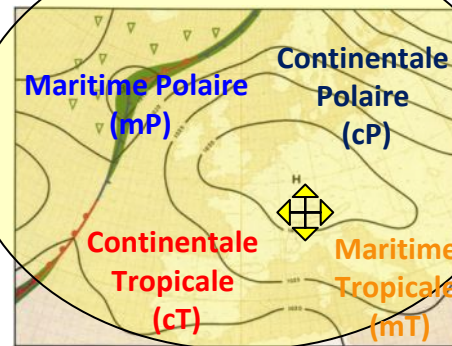 Continentale
Polaire
(cP)
Maritime Polaire
(mP)
H
Continentale
Tropicale
(cT)
Maritime
Tropicale
(mT)